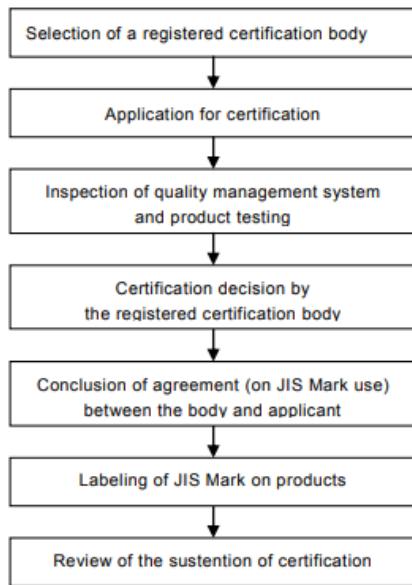 Selection of a registered certification body
Application for certification
Inspection of quality management system
and product testing
Certification decision by
the registered certification body
Conclusion of agreement (on JIS Mark use)
between the body and applicant
Labeling of JIS Mark on products
Review of the sustention of certification